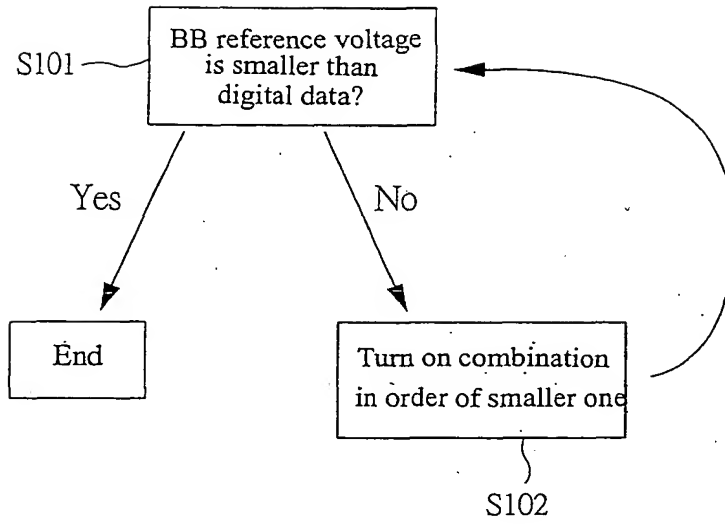 BB reference voltage
is smaller than
digital data?
S101
Yes
No
End
Turn on combination
in order of smaller one
S102